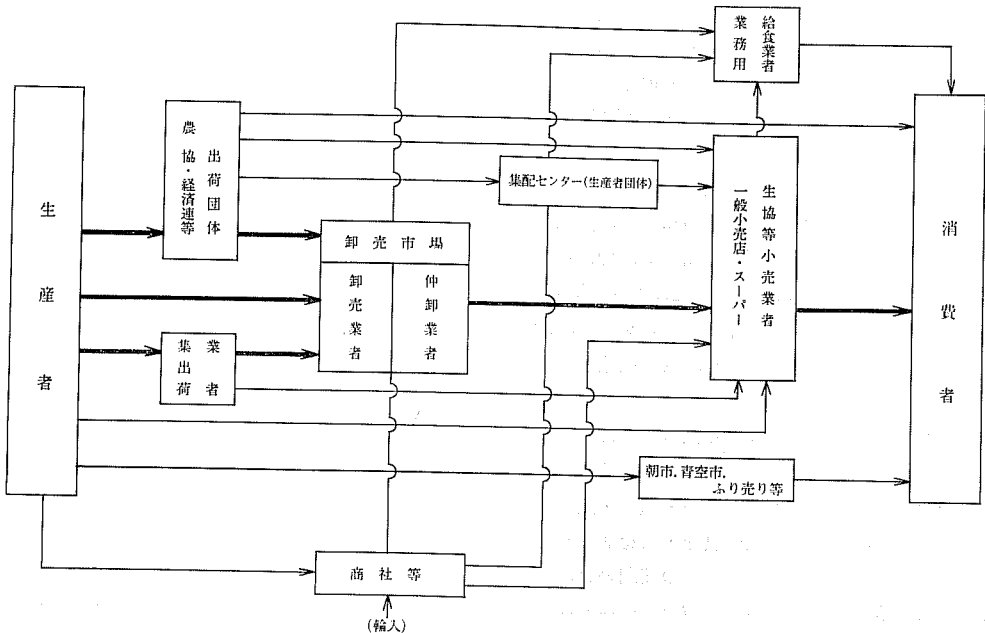 生産者
出荷団体
農協・経済連等
集出荷業者
卸売市場
卸売業者
仲卸業者
商社等
(輸入)
集配センター(生産者団体)
給食業者
業務用
生協等小売業者
一般小売店・スーパー
朝市.青空市.
ふり売り等
消費者